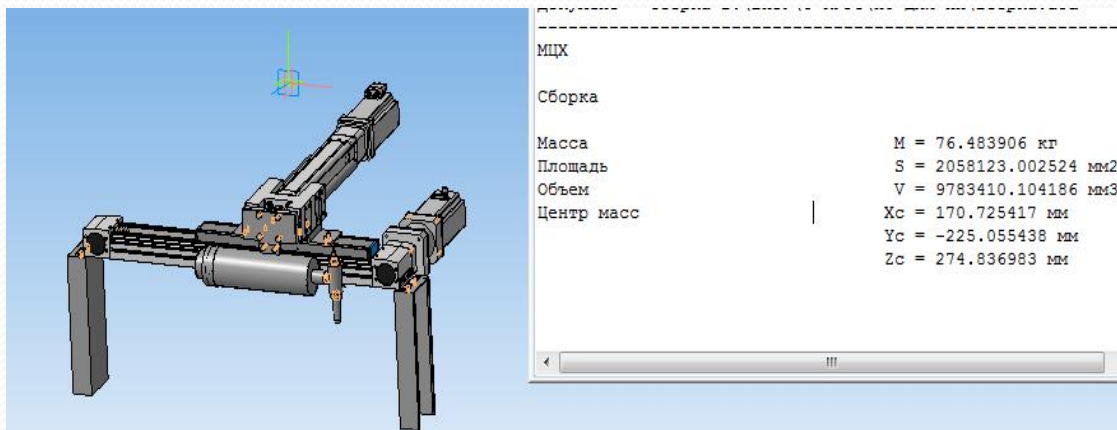 МЦХ
Сборка
Масса M = 76.483906 кг
Площадь S = 2058123.002524 мм2
Объем V = 9783410.104186 мм3
Центр масс Xc = 170.725417 мм
Yc = -225.055438 мм
Zc = 274.836983 мм